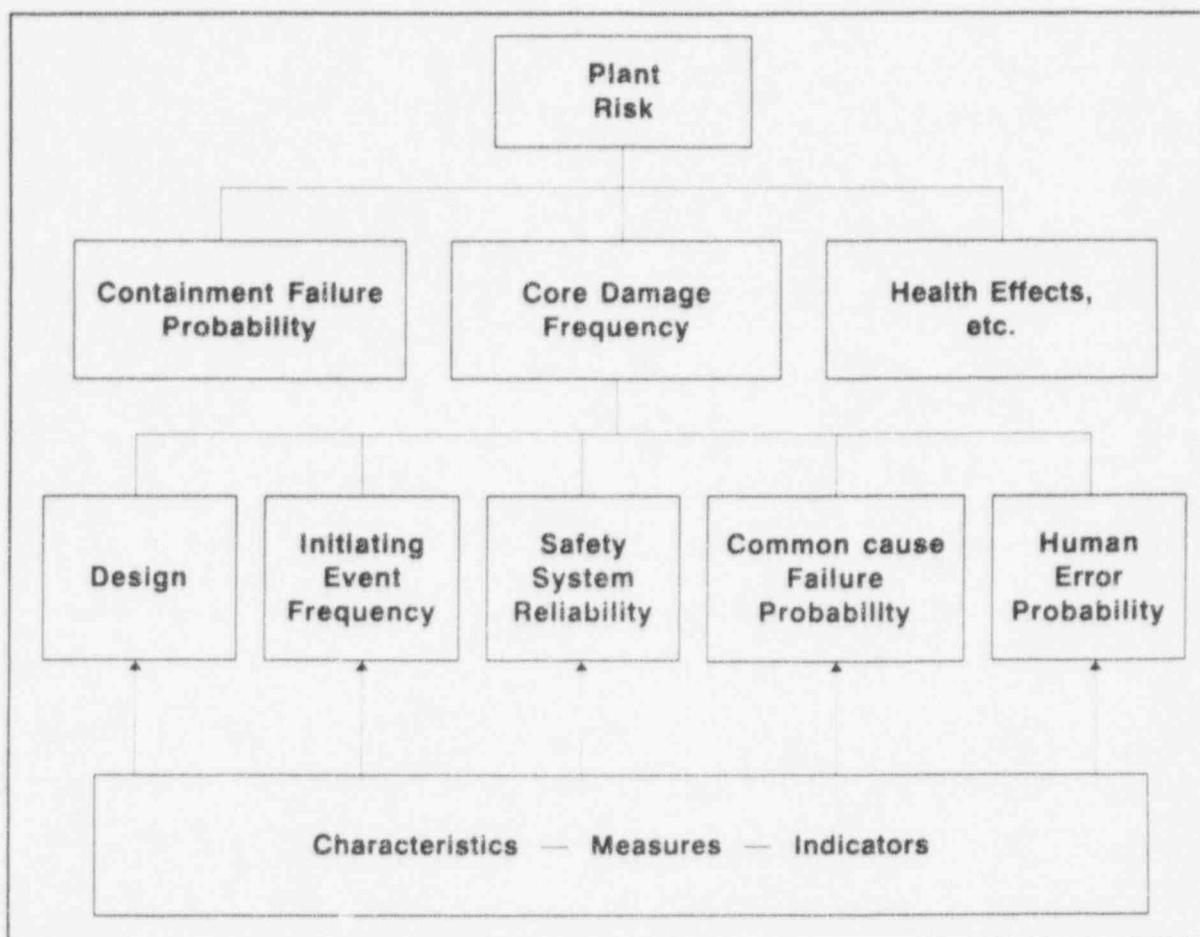 Plant
Risk
Containment Failure
Probability
Core Damage
Frequency
Health Effects,
etc.
Design
Initiating
Event
Frequency
Safety
System
Reliability
Common cause
Failure
Probability
Human
Error
Probability
Characteristics — Measures — Indicators